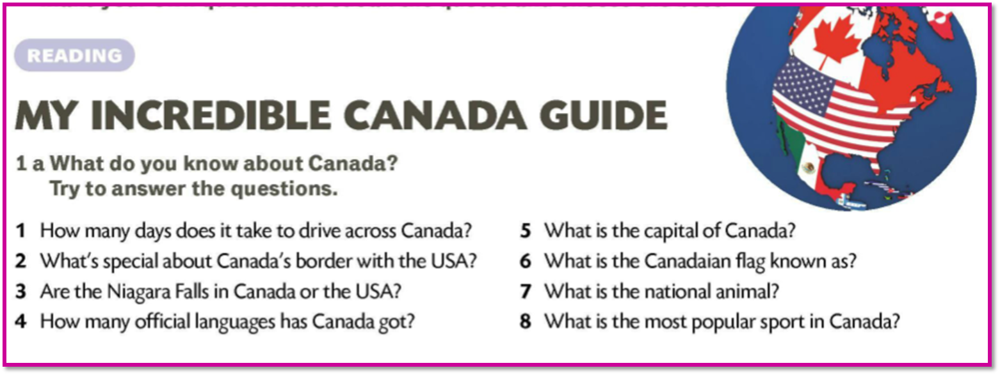 READING
MY INCREDIBLE CANADA GUIDE
1 a What do you know about Canada?
Try to answer the questions.
1 How many days does it take to drive across Canada?
2 What's special about Canada's border with the USA?
3 Are the Niagara Falls in Canada or the USA?
4 How many official languages has Canada got?
5 What is the capital of Canada?
6 What is the Canadaian flag known as?
7 What is the national animal?
8 What is the most popular sport in Canada?